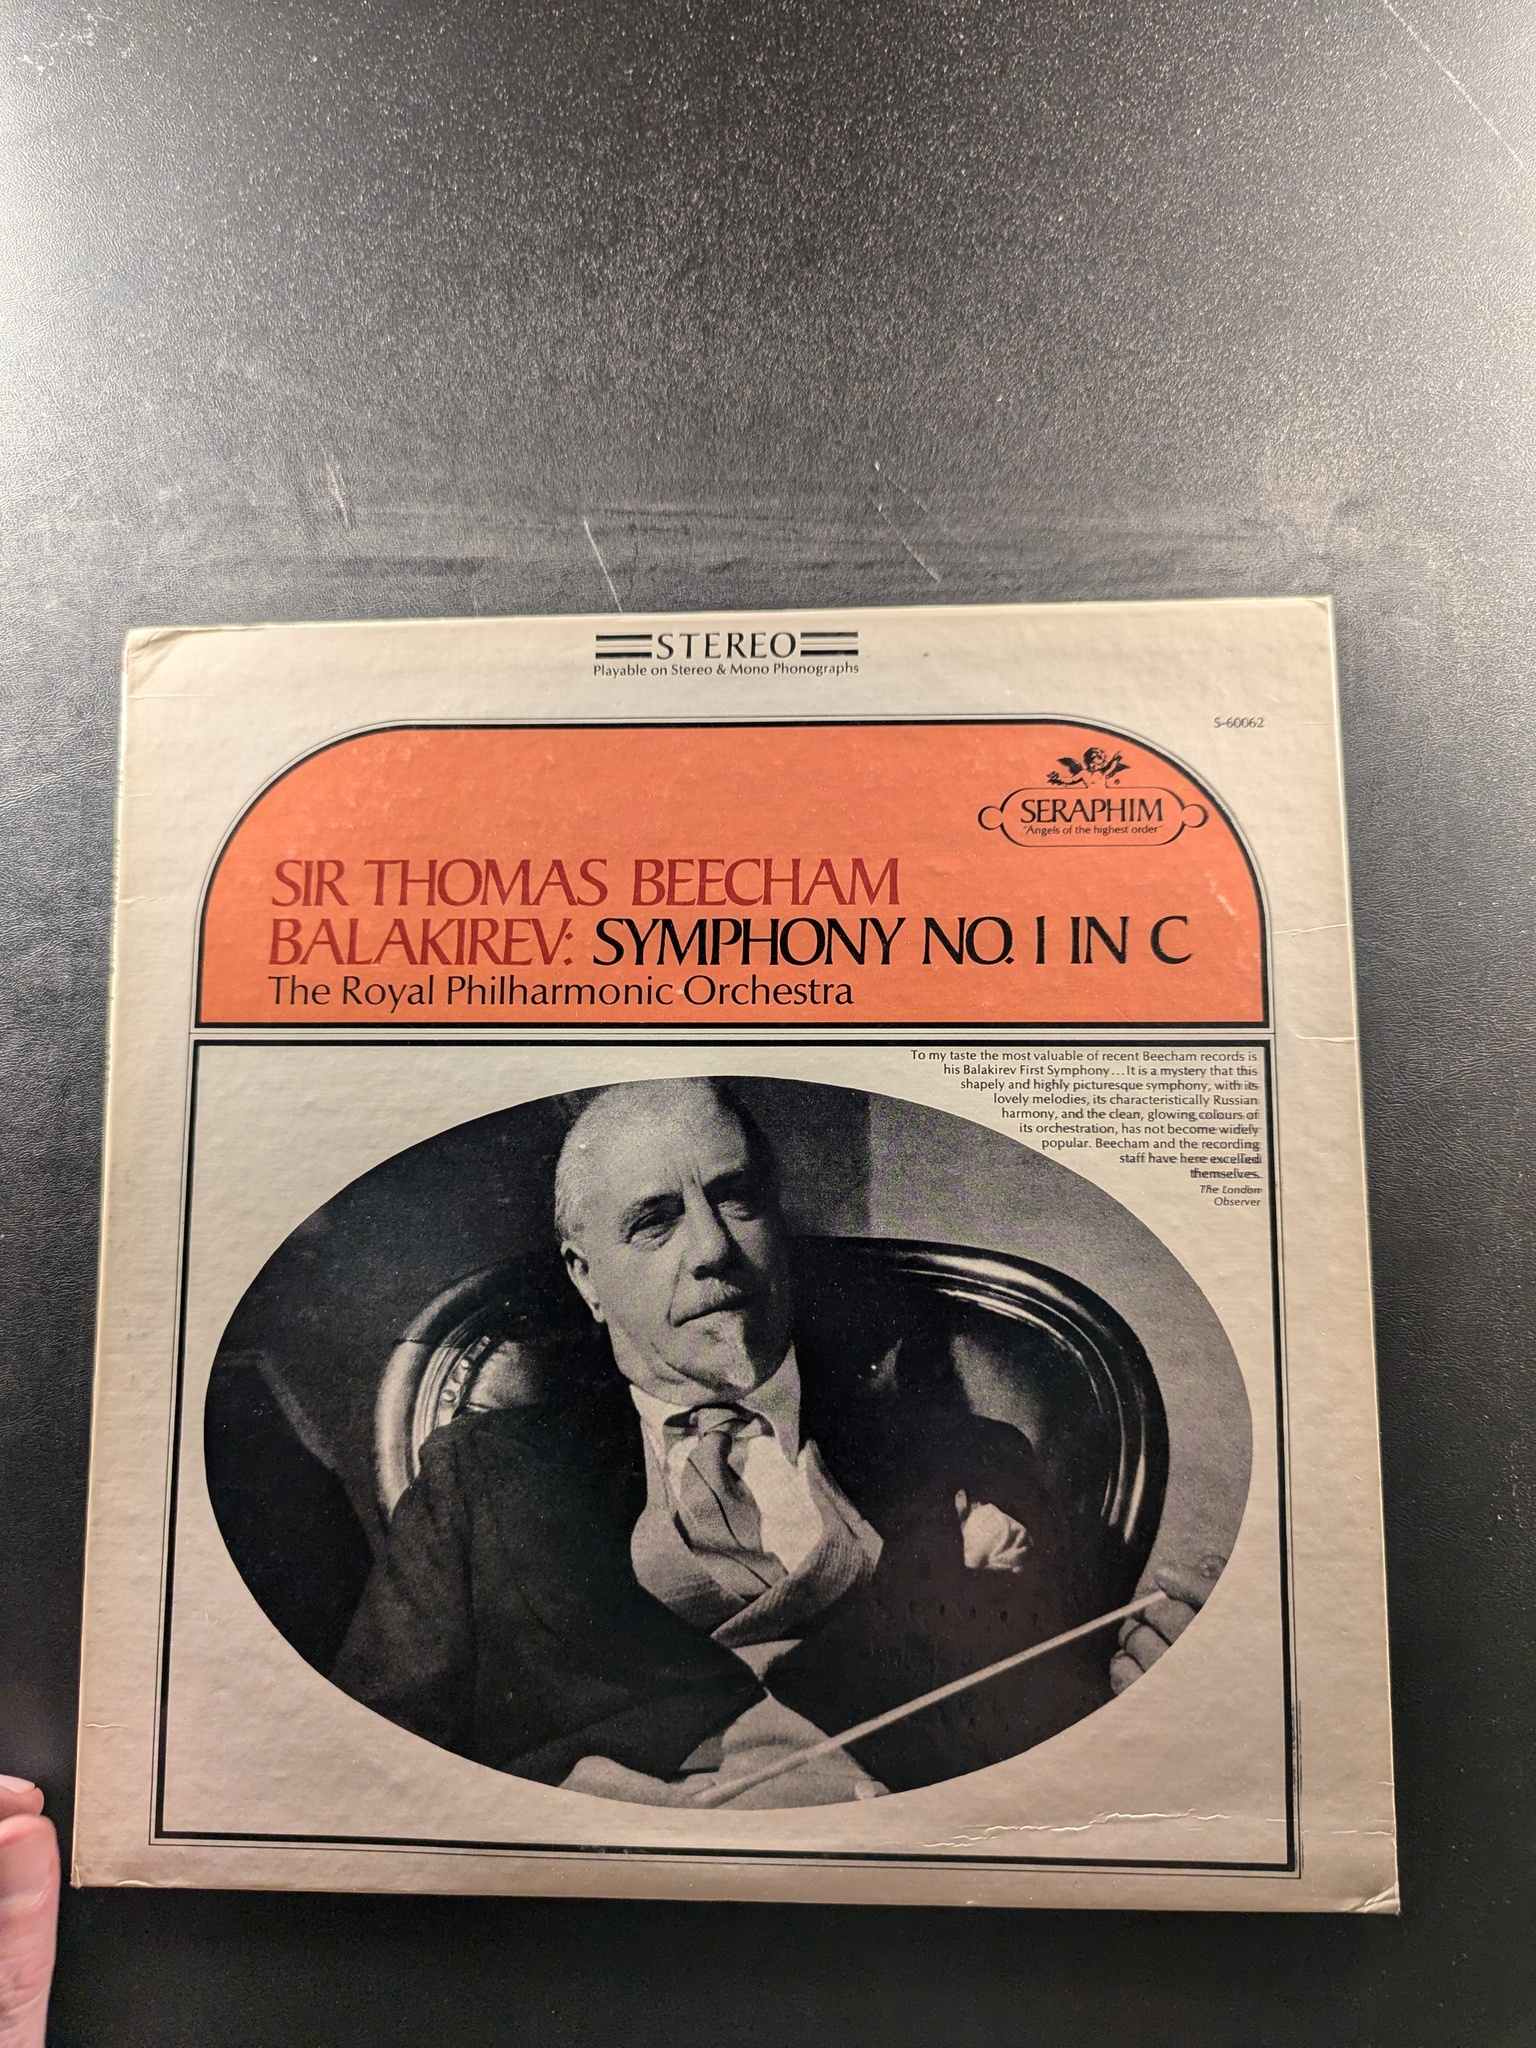 STEREO
Playable on Stereo & Mono Phonographs
S-60062
SERAPHIM
"Angels of the highest order"
SIR THOMAS BEECHAM
BALAKIREV: SYMPHONY NO. 1 IN C
The Royal Philharmonic Orchestra
To my taste the most valuable of recent Beecham records is
his Balakirev First Symphony...It is a mystery that this
shapely and highly picturesque symphony, with its
lovely melodies, its characteristically Russian
harmony, and the clean, glowing colours of
its orchestration, has not become widely
popular. Beecham and the recording
staff have here excelled
themselves.
The London
Observer